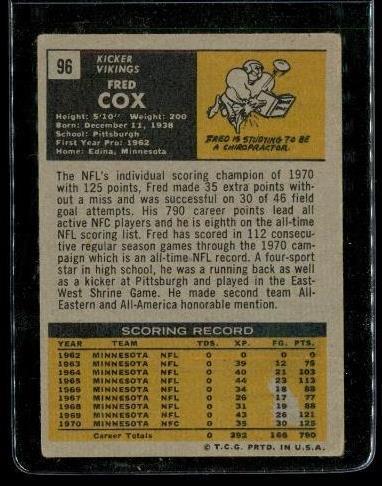 96
KICKER
VIKINGS
FRED
COX
Height: 5'10" Weight: 200
Born: December 11, 1938
School: Pittsburgh
First Year Pro: 1962
Home: Edina, Minnesota
FRED IS STUDYING TO BE
A CHIROPRACTOR.
The NFL's individual scoring champion of 1970
with 125 points, Fred made 35 extra points with-
out a miss and was successful on 30 of 46 field
goal attempts. His 790 career points lead all
active NFC players and he is eighth on the all-time
NFL scoring list. Fred has scored in 112 consecu-
tive regular season games through the 1970 cam-
paign which is an all-time NFL record. A four-sport
star in high school, he was a running back as well
as a kicker at Pittsburgh and played in the East-
West Shrine Game. He made second team All-
Eastern and All-America honorable mention.
SCORING RECORD
YEAR TEAM TDS. XP. FG. PTS.
1962 MINNESOTA NFL 0 0 0 0
1963 MINNESOTA NFL 0 39 12 75
1964 MINNESOTA NFL 0 40 21 103
1965 MINNESOTA NFL 0 44 23 113
1966 MINNESOTA NFL 0 34 18 88
1967 MINNESOTA NFL 0 26 17 77
1968 MINNESOTA NFL 0 31 19 88
1969 MINNESOTA NFL 0 43 26 121
1970 MINNESOTA NFC 0 35 30 125
Career Totals 0 292 166 790
© T.C.G. PRTD. IN U.S.A.